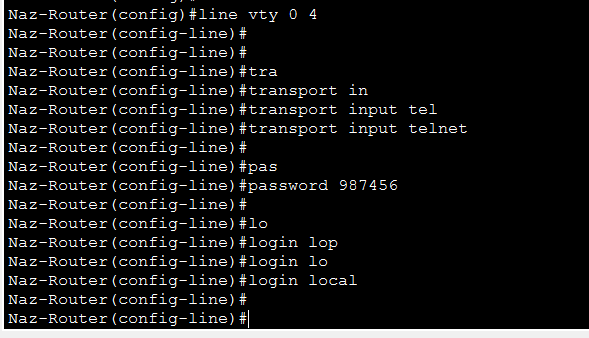 Naz-Router(config)#line vty 0 4
Naz-Router(config-line)#
Naz-Router(config-line)#
Naz-Router(config-line)#tra
Naz-Router(config-line)#transport in
Naz-Router(config-line)#transport input tel
Naz-Router(config-line)#transport input telnet
Naz-Router(config-line)#
Naz-Router(config-line)#pas
Naz-Router(config-line)#password 987456
Naz-Router(config-line)#
Naz-Router(config-line)#lo
Naz-Router(config-line)#login lop
Naz-Router(config-line)#login lo
Naz-Router(config-line)#login local
Naz-Router(config-line)#
Naz-Router(config-line)#